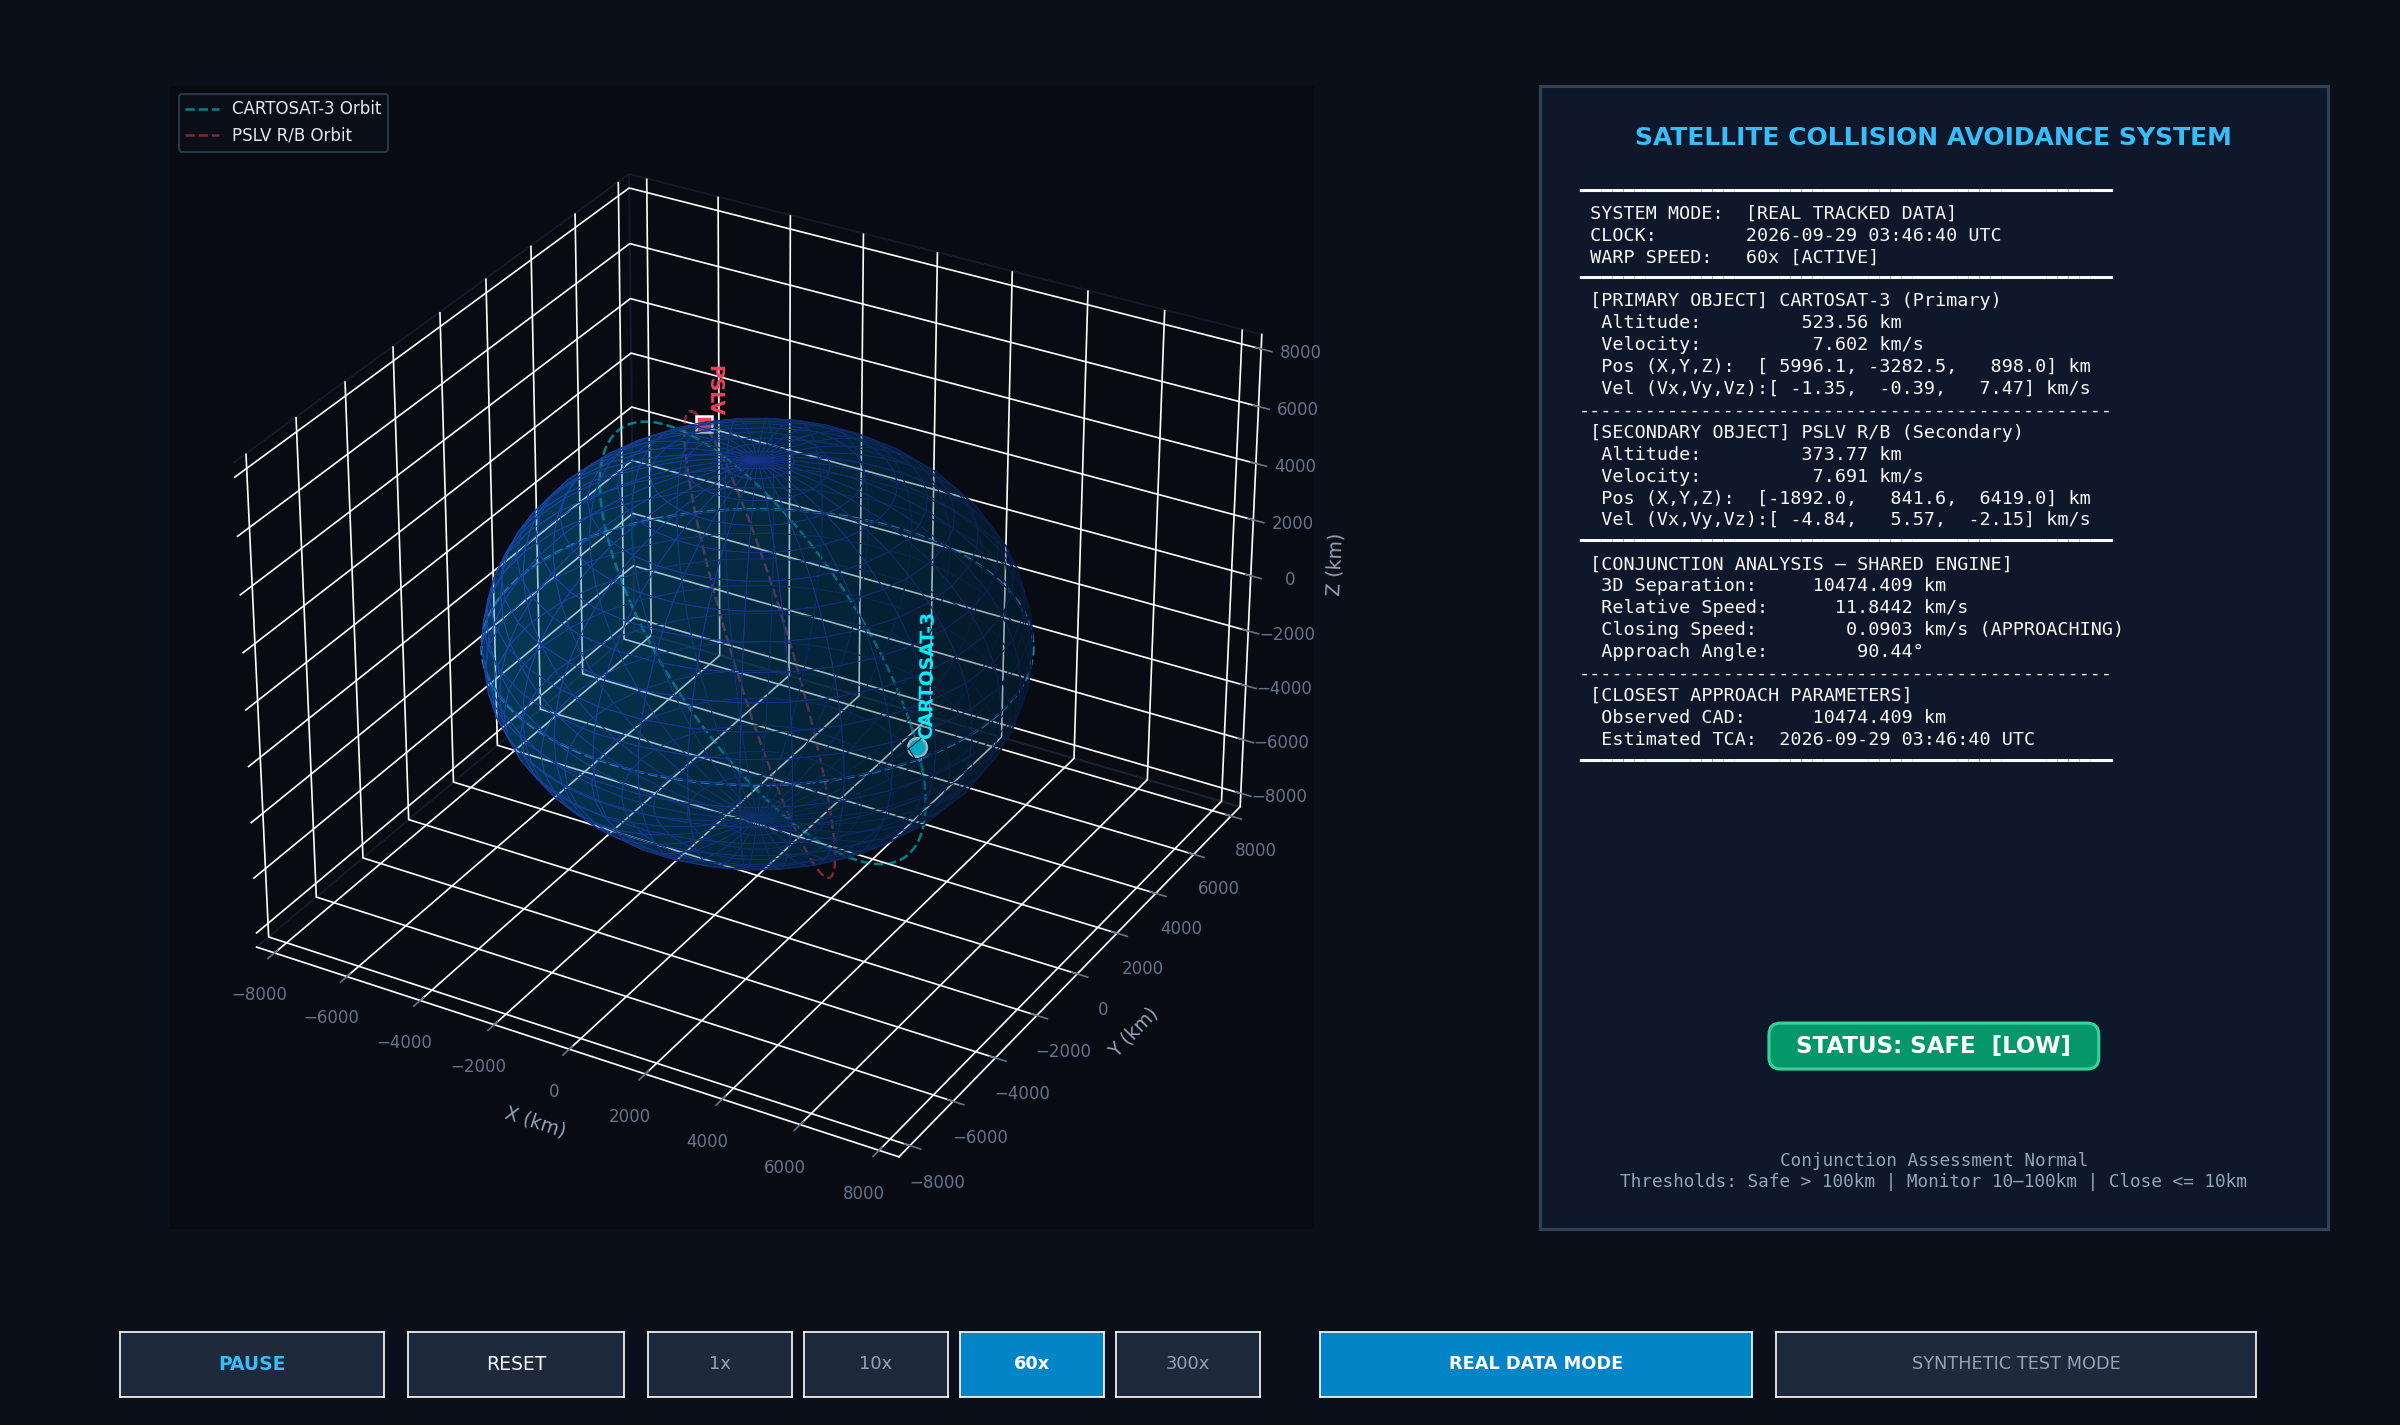 CARTOSAT-3 Orbit
PSLV R/B Orbit
PSLV
CARTOSAT-3
8000
6000
4000
2000
0
−2000
−4000
−6000
−8000
Z (km)
8000
6000
4000
2000
0
−2000
−4000
−6000
−8000
Y (km)
−8000
−6000
−4000
−2000
0
2000
4000
6000
8000
X (km)
SATELLITE COLLISION AVOIDANCE SYSTEM
SYSTEM MODE: [REAL TRACKED DATA]
CLOCK: 2026-09-29 03:46:40 UTC
WARP SPEED: 60x [ACTIVE]
[PRIMARY OBJECT] CARTOSAT-3 (Primary)
Altitude: 523.56 km
Velocity: 7.602 km/s
Pos (X,Y,Z): [ 5996.1, -3282.5, 898.0] km
Vel (Vx,Vy,Vz):[ -1.35, -0.39, 7.47] km/s
------------------------------------------------
[SECONDARY OBJECT] PSLV R/B (Secondary)
Altitude: 373.77 km
Velocity: 7.691 km/s
Pos (X,Y,Z): [-1892.0, 841.6, 6419.0] km
Vel (Vx,Vy,Vz):[ -4.84, 5.57, -2.15] km/s
[CONJUNCTION ANALYSIS — SHARED ENGINE]
3D Separation: 10474.409 km
Relative Speed: 11.8442 km/s
Closing Speed: 0.0903 km/s (APPROACHING)
Approach Angle: 90.44°
------------------------------------------------
[CLOSEST APPROACH PARAMETERS]
Observed CAD: 10474.409 km
Estimated TCA: 2026-09-29 03:46:40 UTC
STATUS: SAFE [LOW]
Conjunction Assessment Normal
Thresholds: Safe > 100km | Monitor 10–100km | Close <= 10km
PAUSE
RESET
1x
10x
60x
300x
REAL DATA MODE
SYNTHETIC TEST MODE